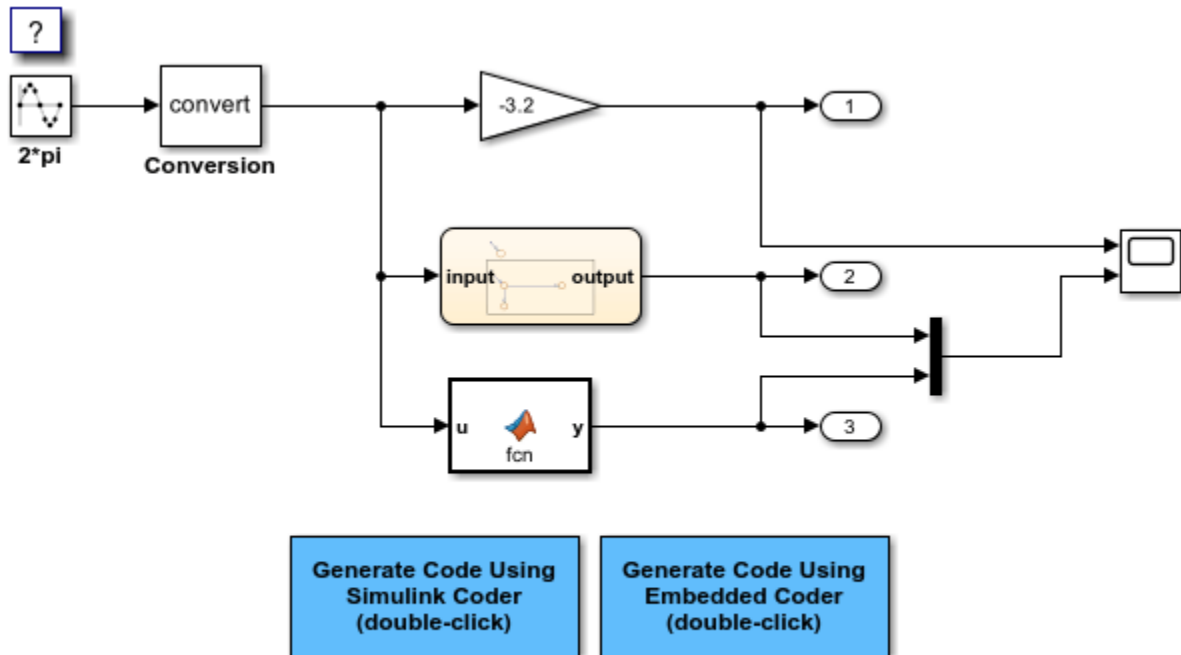 ?
convert
2*pi
Conversion
-3.2
1
input
output
2
u
y
fcn
3
Generate Code Using
Simulink Coder
(double-click)
Generate Code Using
Embedded Coder
(double-click)